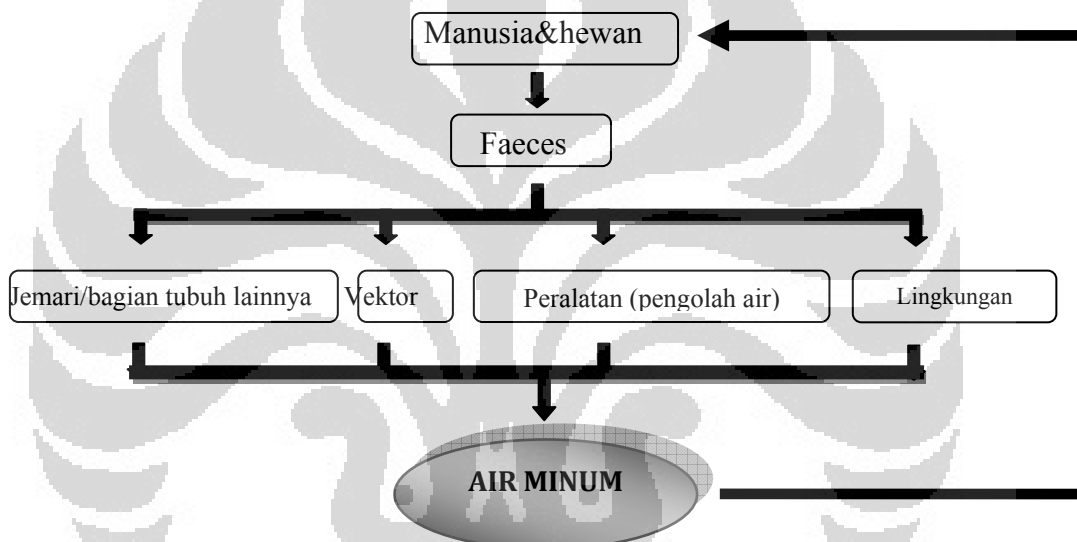 Manusia&hewan
Faeces
Jemari/bagian tubuh lainnya
Vektor
Peralatan (pengolah air)
Lingkungan
AIR MINUM